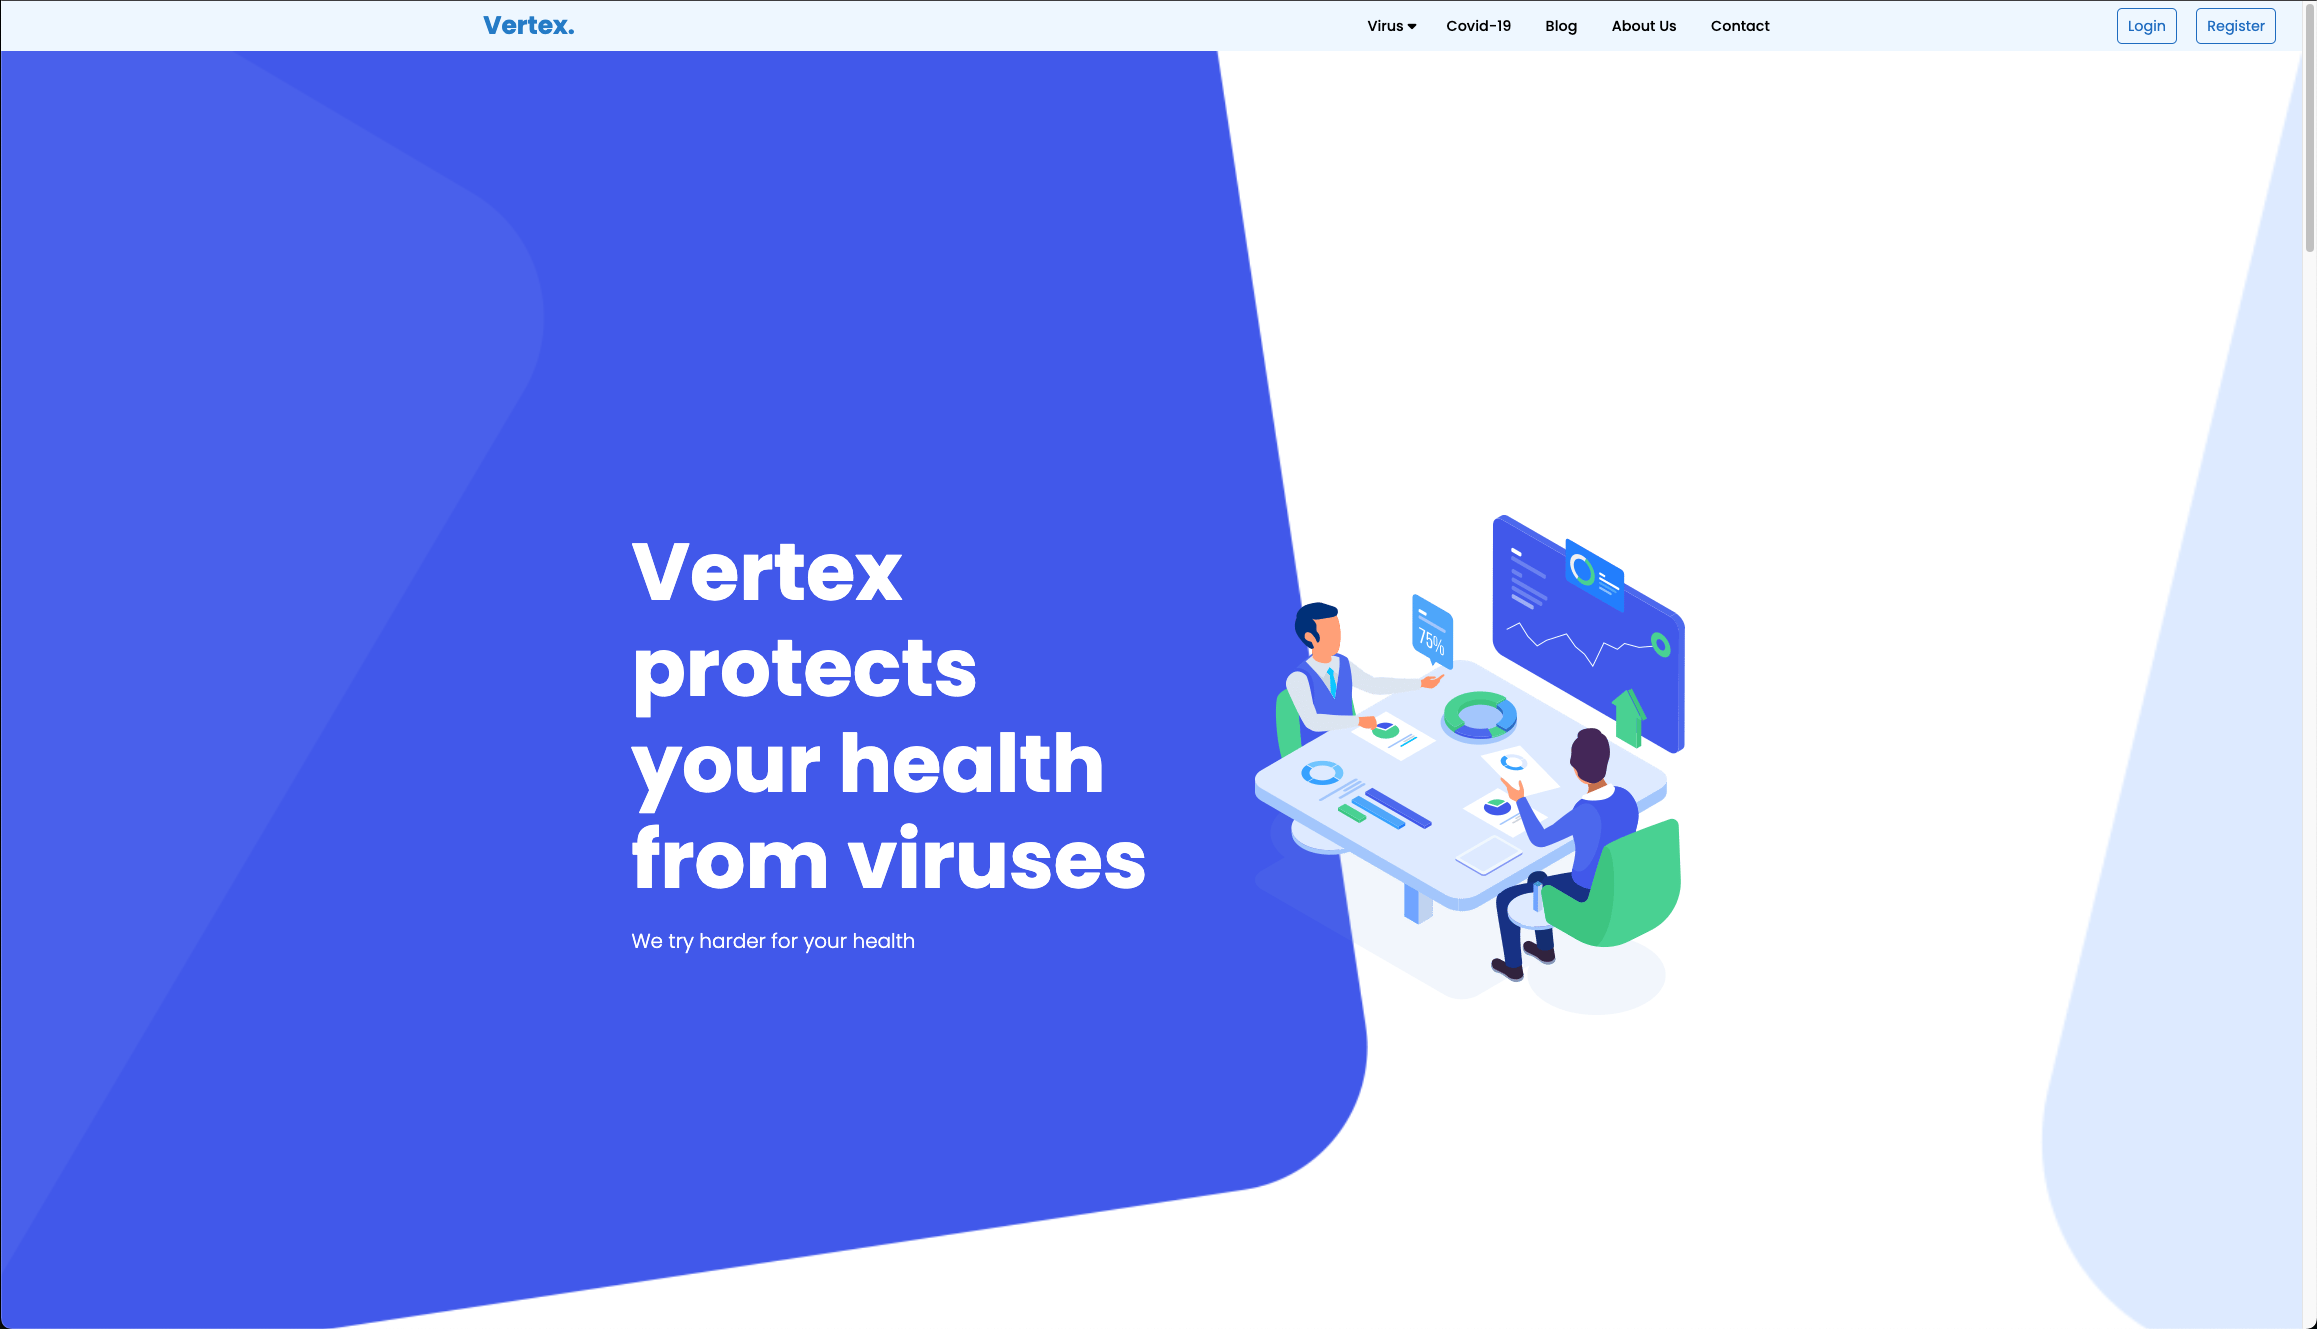 Vertex.
Virus
Covid-19
Blog
About Us
Contact
Login
Register
Vertex
protects
your health
from viruses
We try harder for your health
75%